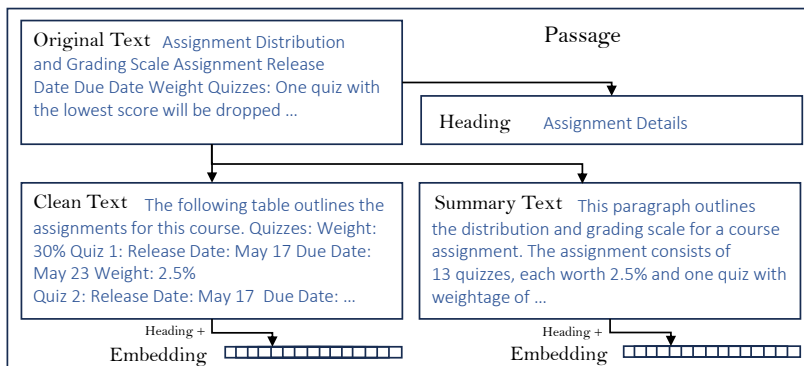 Passage
Original Text Assignment Distribution
and Grading Scale Assignment Release
Date Due Date Weight Quizzes: One quiz with
the lowest score will be dropped ...
Heading Assignment Details
Clean Text The following table outlines the
assignments for this course. Quizzes: Weight:
30% Quiz 1: Release Date: May 17 Due Date:
May 23 Weight: 2.5%
Quiz 2: Release Date: May 17 Due Date: ...
Summary Text This paragraph outlines
the distribution and grading scale for a course
assignment. The assignment consists of
13 quizzes, each worth 2.5% and one quiz with
weightage of ...
Heading +
Embedding
Heading +
Embedding